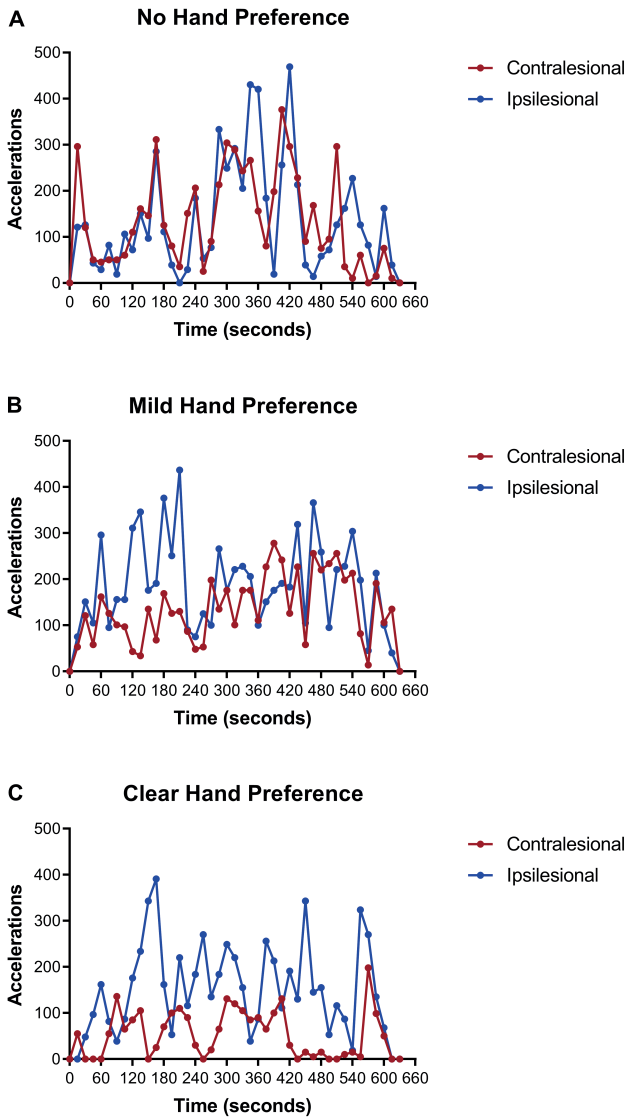 A
No Hand Preference
500
400
300
200
100
0
Accelerations
0 60 120 180 240 300 360 420 480 540 600 660
Time (seconds)
Contralesional
Ipsilesional
B
Mild Hand Preference
500
400
300
200
100
0
Accelerations
0 60 120 180 240 300 360 420 480 540 600 660
Time (seconds)
Contralesional
Ipsilesional
C
Clear Hand Preference
500
400
300
200
100
0
Accelerations
0 60 120 180 240 300 360 420 480 540 600 660
Time (seconds)
Contralesional
Ipsilesional